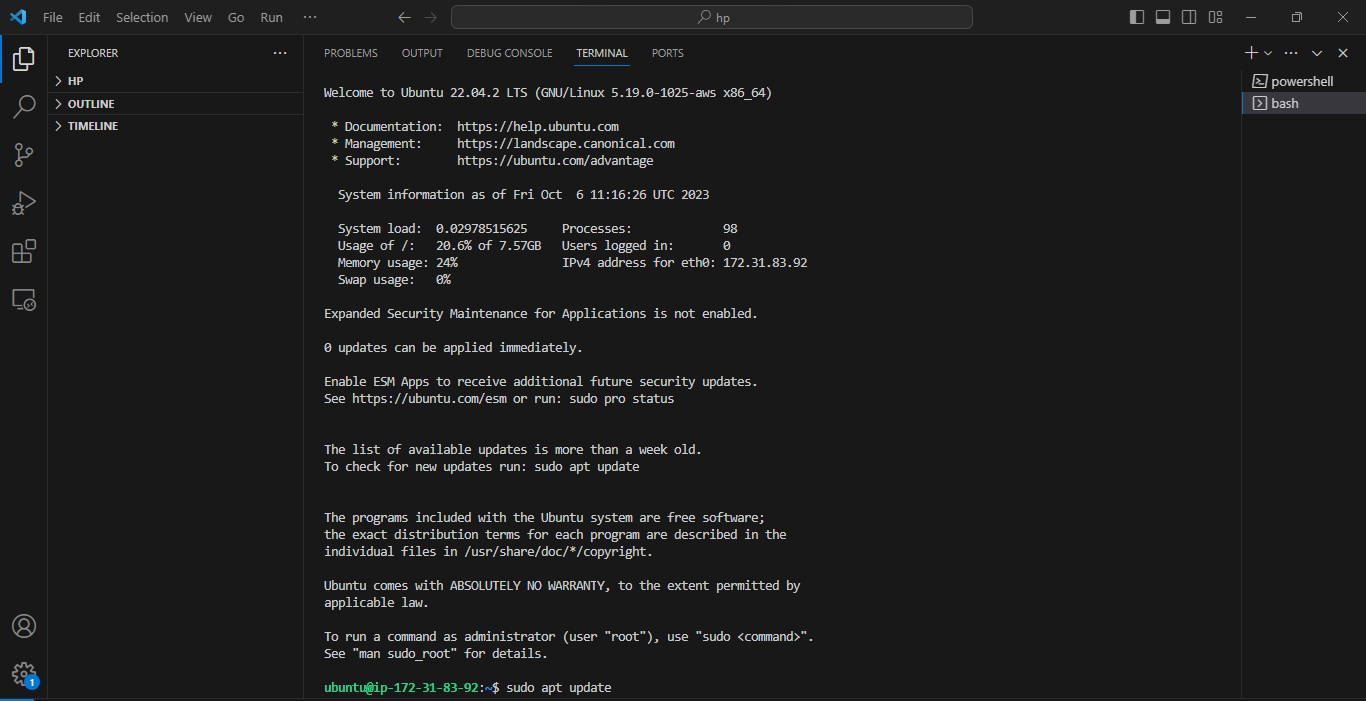 File Edit Selection View Go Run ···
hp
EXPLORER ···
HP
OUTLINE
TIMELINE
PROBLEMS OUTPUT DEBUG CONSOLE TERMINAL PORTS
Welcome to Ubuntu 22.04.2 LTS (GNU/Linux 5.19.0-1025-aws x86_64)
* Documentation: https://help.ubuntu.com
* Management: https://landscape.canonical.com
* Support: https://ubuntu.com/advantage
System information as of Fri Oct 6 11:16:26 UTC 2023
System load: 0.02978515625 Processes: 98
Usage of /: 20.6% of 7.57GB Users logged in: 0
Memory usage: 24% IPv4 address for eth0: 172.31.83.92
Swap usage: 0%
Expanded Security Maintenance for Applications is not enabled.
0 updates can be applied immediately.
Enable ESM Apps to receive additional future security updates.
See https://ubuntu.com/esm or run: sudo pro status
The list of available updates is more than a week old.
To check for new updates run: sudo apt update
The programs included with the Ubuntu system are free software;
the exact distribution terms for each program are described in the
individual files in /usr/share/doc/*/copyright.
Ubuntu comes with ABSOLUTELY NO WARRANTY, to the extent permitted by
applicable law.
To run a command as administrator (user "root"), use "sudo <command>".
See "man sudo_root" for details.
ubuntu@ip-172-31-83-92:~$ sudo apt update
powershell
bash
1